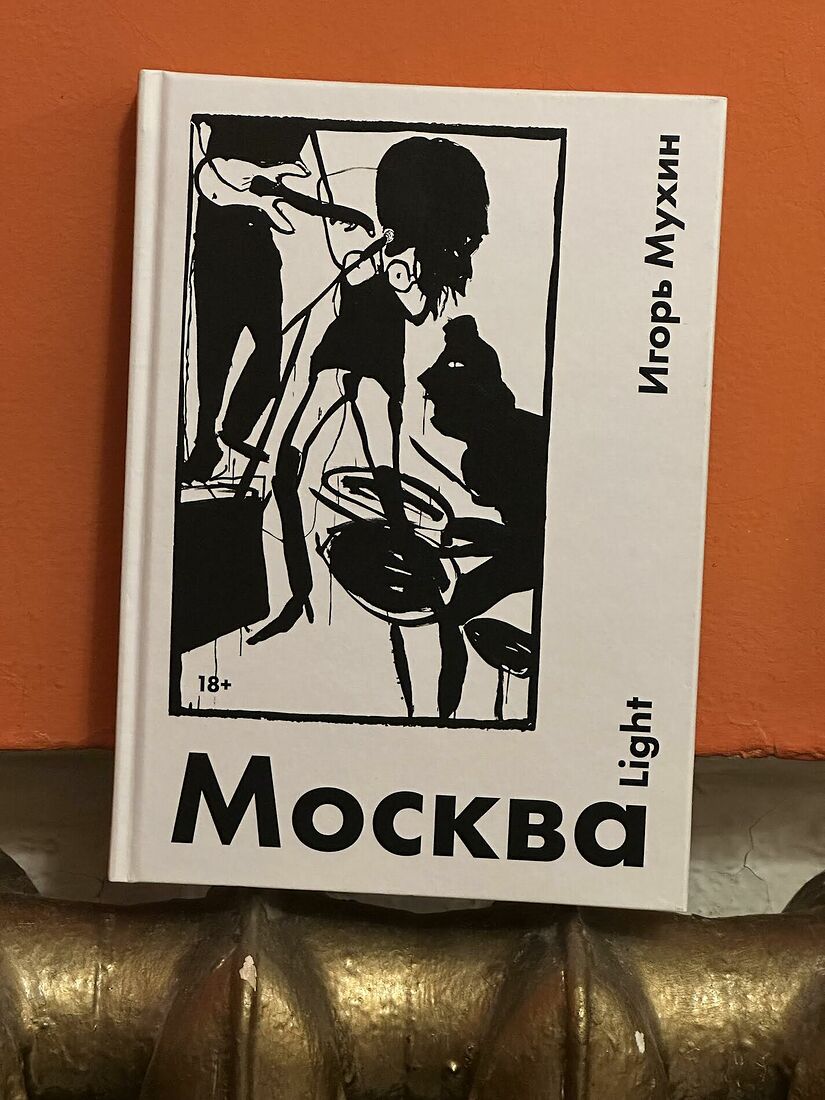 Игорь Мухин
18+
Light
Москва